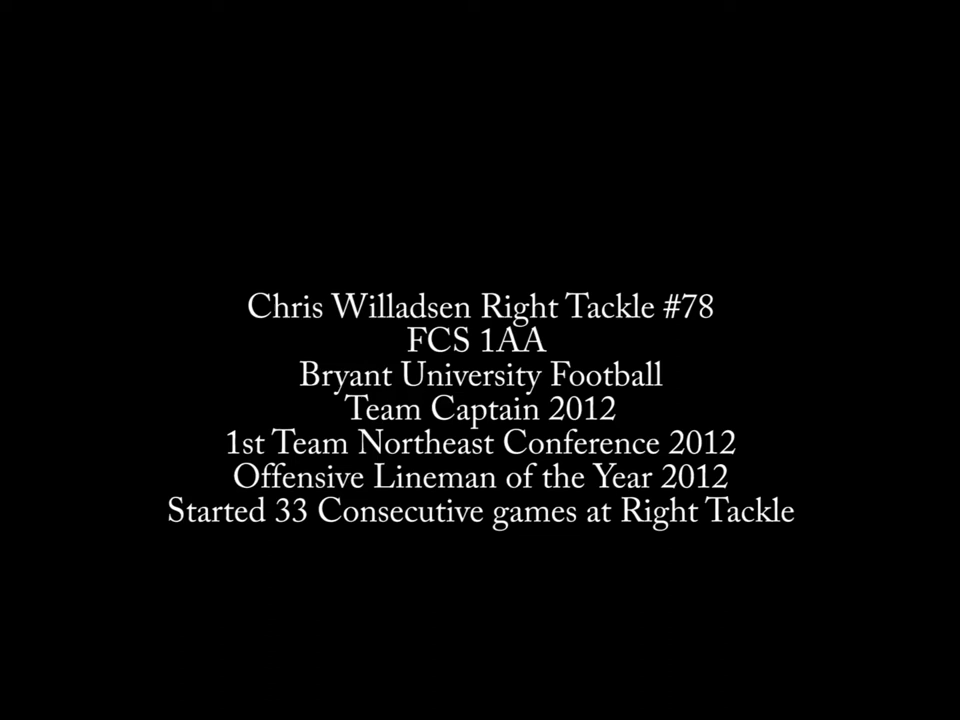 Chris Willadsen Right Tackle #78
FCS 1AA
Bryant University Football
Team Captain 2012
1st Team Northeast Conference 2012
Offensive Lineman of the Year 2012
Started 33 Consecutive games at Right Tackle